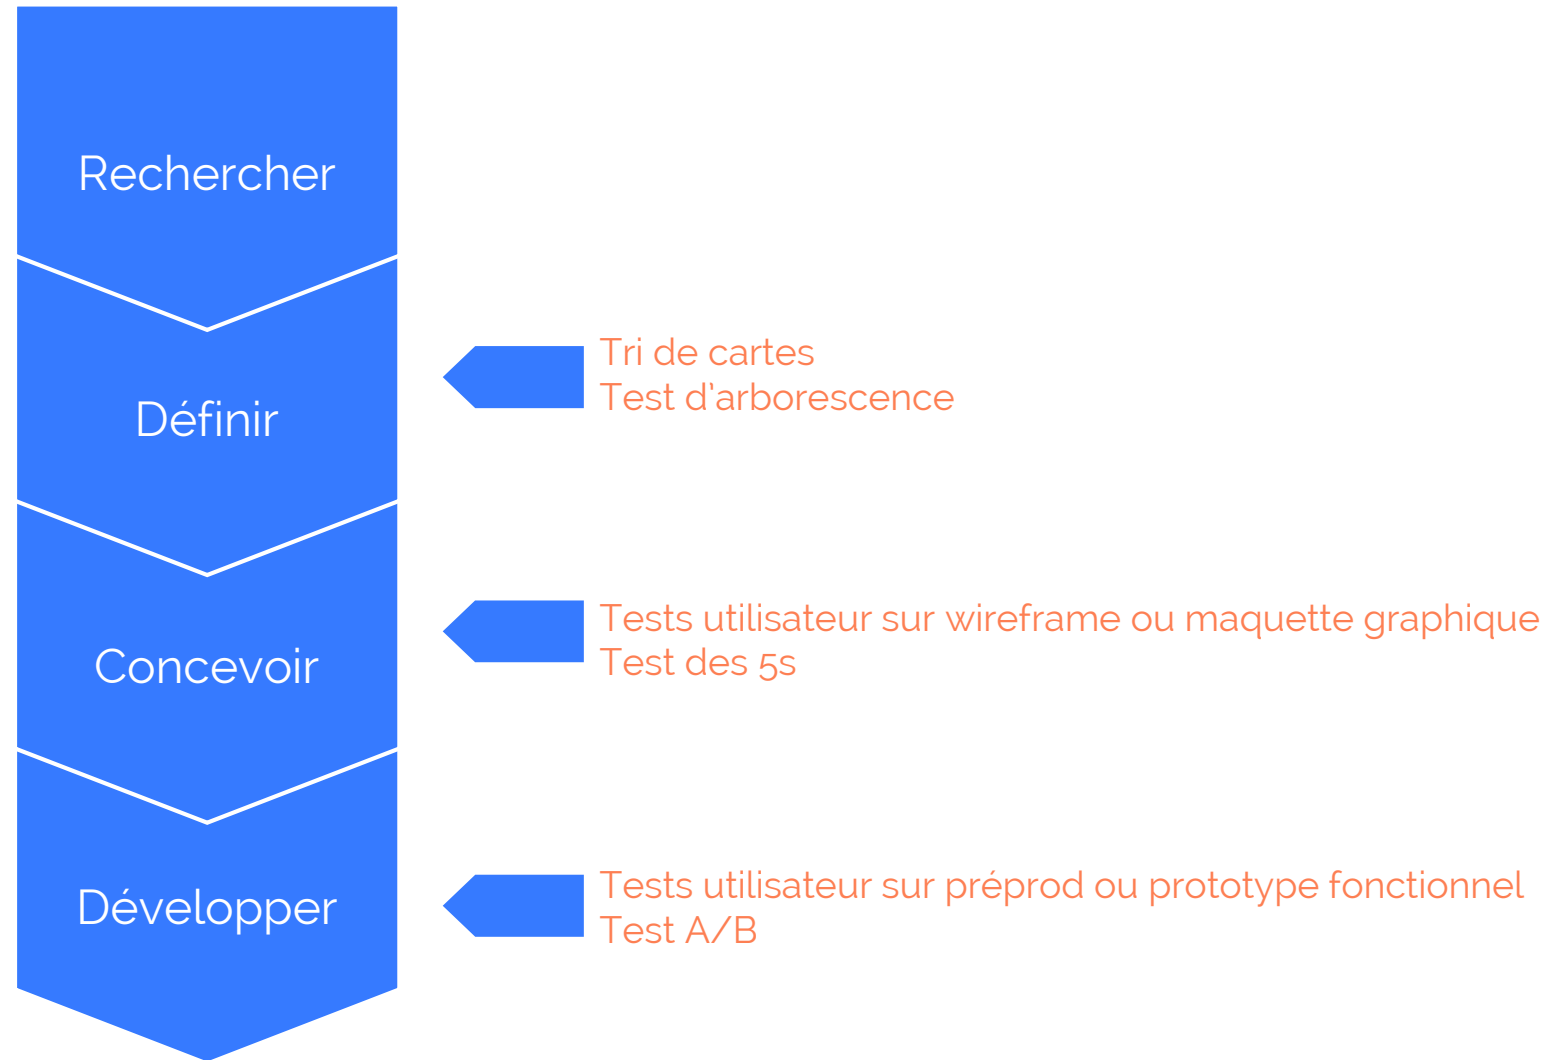 Rechercher
Définir
Tri de cartes
Test d’arborescence
Concevoir
Tests utilisateur sur wireframe ou maquette graphique
Test des 5s
Développer
Tests utilisateur sur préprod ou prototype fonctionnel
Test A/B